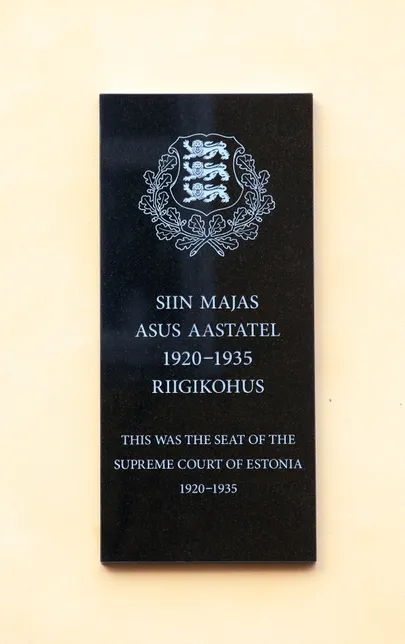 SIIN MAJAS
ASUS AASTATEL
1920–1935
RIIGIKOHUS
THIS WAS THE SEAT OF THE
SUPREME COURT OF ESTONIA
1920–1935